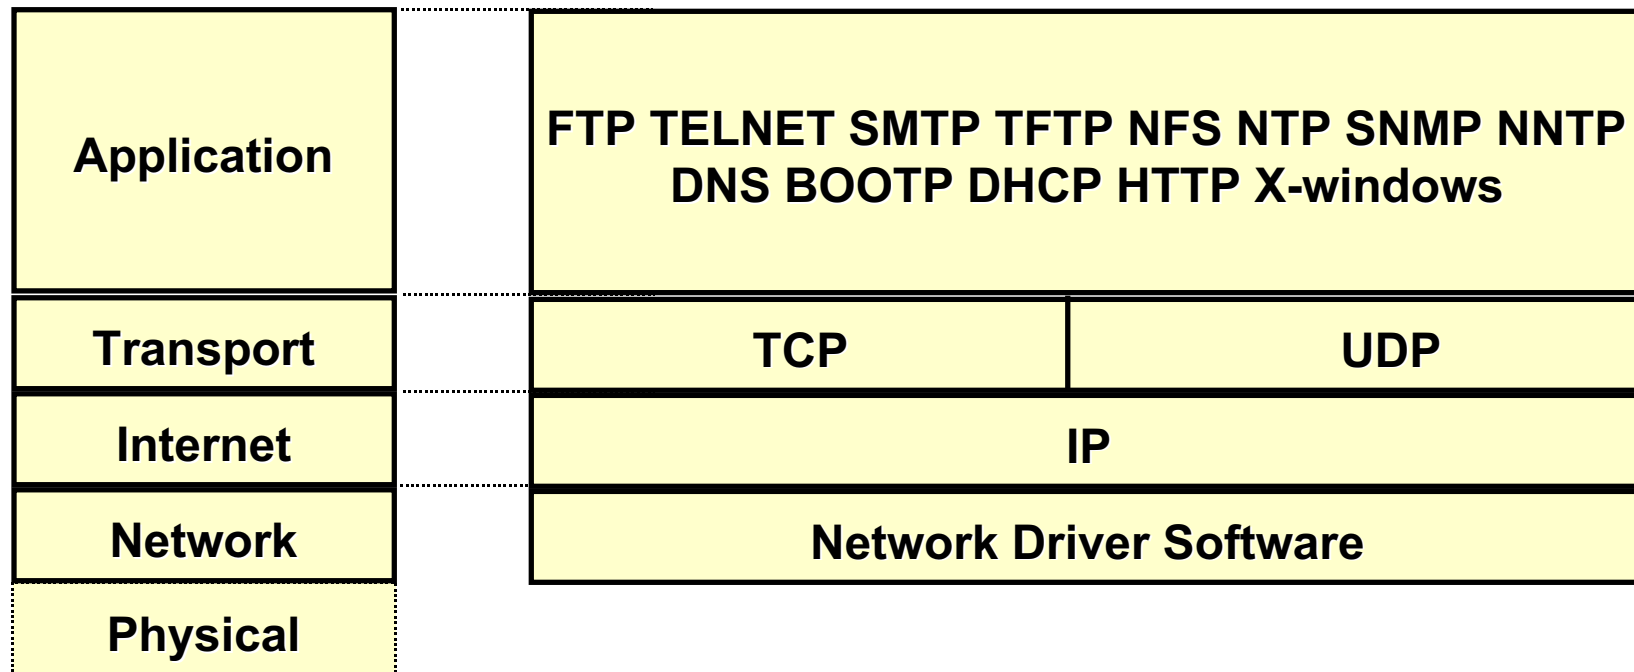 Application
FTP TELNET SMTP TFTP NFS NTP SNMP NNTP
DNS BOOTP DHCP HTTP X-windows
Transport
TCP
UDP
Internet
IP
Network
Network Driver Software
Physical